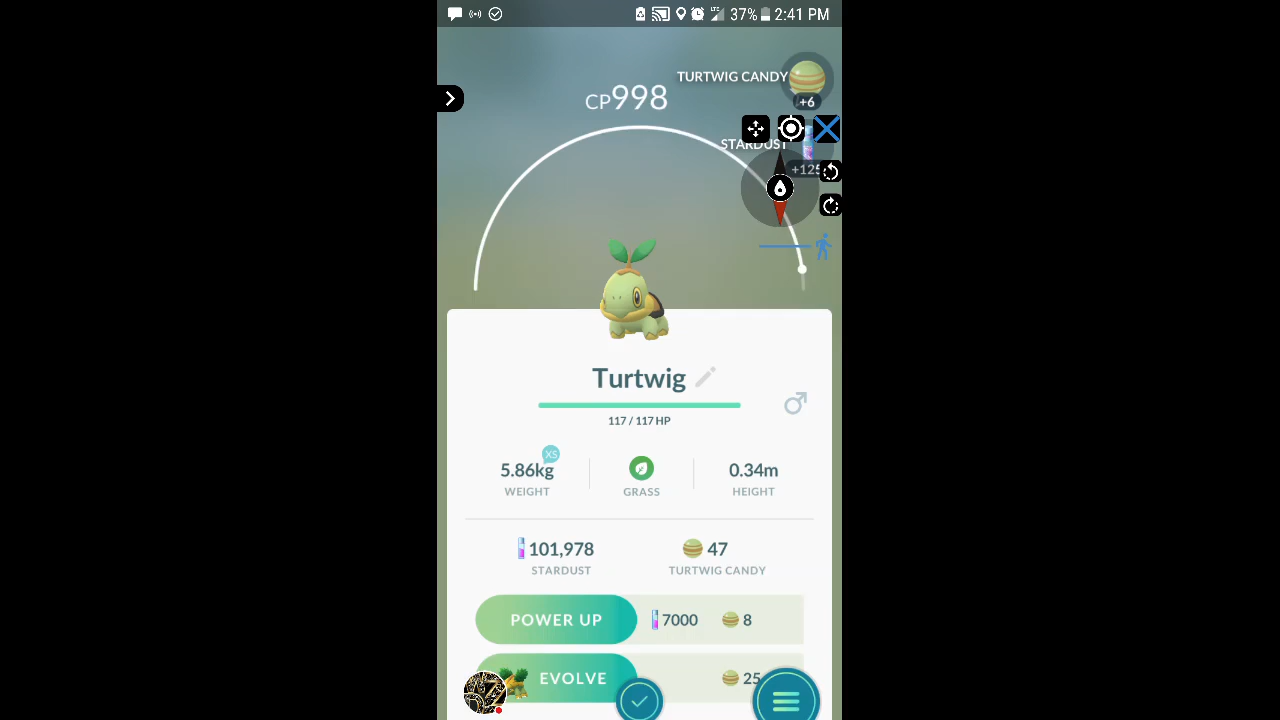 LTE 37% 2:41 PM
TURTWIG CANDY
+6
CP998
STARDUST
+125
Turtwig
117 / 117 HP
XS
5.86kg
WEIGHT
GRASS
0.34m
HEIGHT
101,978
STARDUST
47
TURTWIG CANDY
POWER UP
7000
8
EVOLVE
25